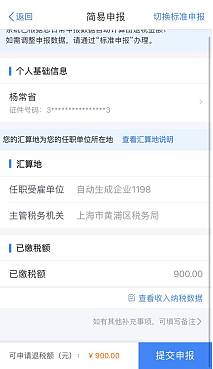 返回
简易申报
切换标准申报
如需调整申报数据，请通过“标准申报”办理。
个人基础信息
杨常省
证件号码：3****************3
您的汇算地为您的任职单位所在地 查看汇算地说明
汇算地
任职受雇单位 自动生成企业1198
主管税务机关 上海市黄浦区税务局
已缴税额
已缴税额 900.00
查看收入纳税数据
如有其他补充事项，可填写备注
可申请退税额（元）： ￥900.00
提交申报